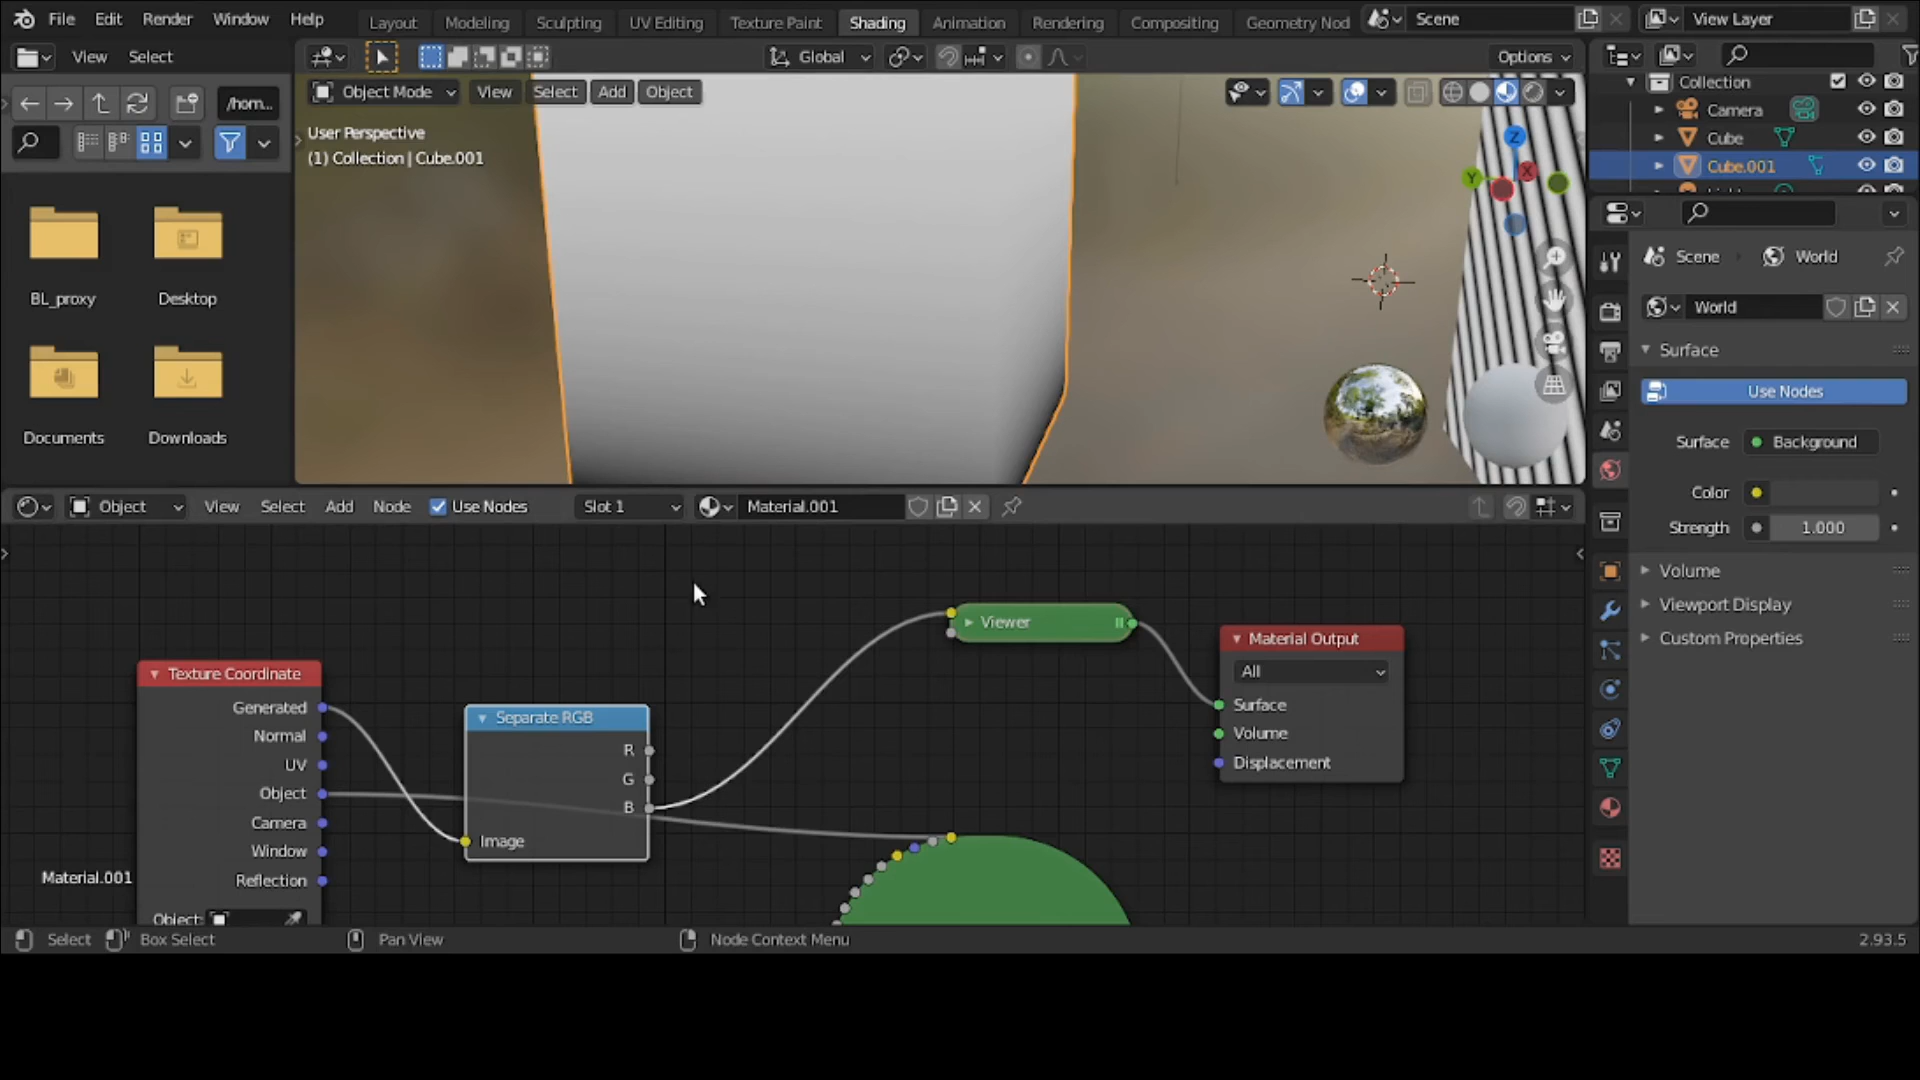 File Edit Render Window Help Layout Modeling Sculpting UV Editing Texture Paint Shading Animation Rendering Compositing Geometry Nod Scene View Layer
View Select Global Options
Object Mode View Select Add Object
/hom...
User Perspective
(1) Collection | Cube.001
BL_proxy Desktop
Documents Downloads
Z
Y X
Collection
Camera
Cube
Cube.001
Scene World
World
Surface
Use Nodes
Surface Background
Color
Strength 1.000
Volume
Viewport Display
Custom Properties
Object View Select Add Node Use Nodes Slot 1 Material.001
Viewer
Material Output
All
Surface
Volume
Displacement
Texture Coordinate
Generated
Normal
UV
Object
Camera
Window
Reflection
Object:
Separate RGB
R
G
B
Image
Material.001
Select Box Select Pan View Node Context Menu 2.93.5